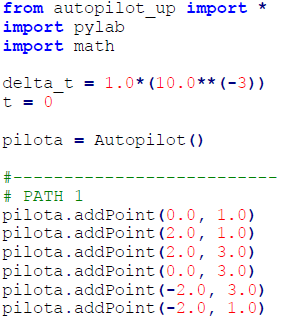 from autopilot_up import *
import pylab
import math
delta_t = 1.0*(10.0**(-3))
t = 0
pilota = Autopilot()
#---------------------------
# PATH 1
pilota.addPoint(0.0, 1.0)
pilota.addPoint(2.0, 1.0)
pilota.addPoint(2.0, 3.0)
pilota.addPoint(0.0, 3.0)
pilota.addPoint(-2.0, 3.0)
pilota.addPoint(-2.0, 1.0)